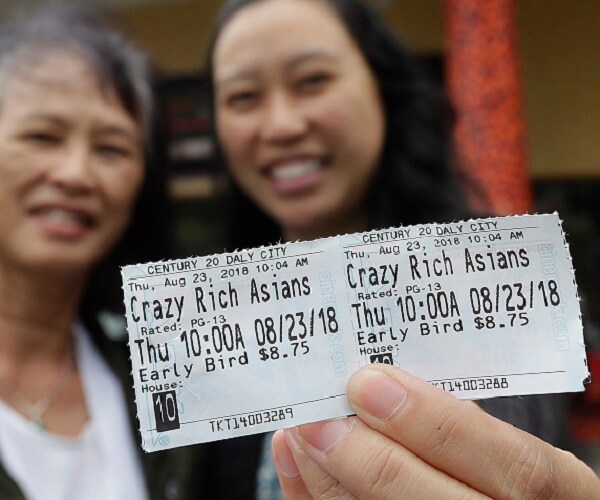 CENTURY 20 DALY CITY
Thu, Aug 23, 2018 10:04 AM
Crazy Rich Asians
Rated: PG-13
Thu 10:00A 08/23/18
Early Bird $8.75
House:
10
TKT14003289
CENTURY 20 DALY CITY
Thu, Aug 23, 2018 10:04 AM
Crazy Rich Asians
Rated: PG-13
Thu 10:00A 08/23/18
Early Bird $8.75
House:
10
TKT14003288